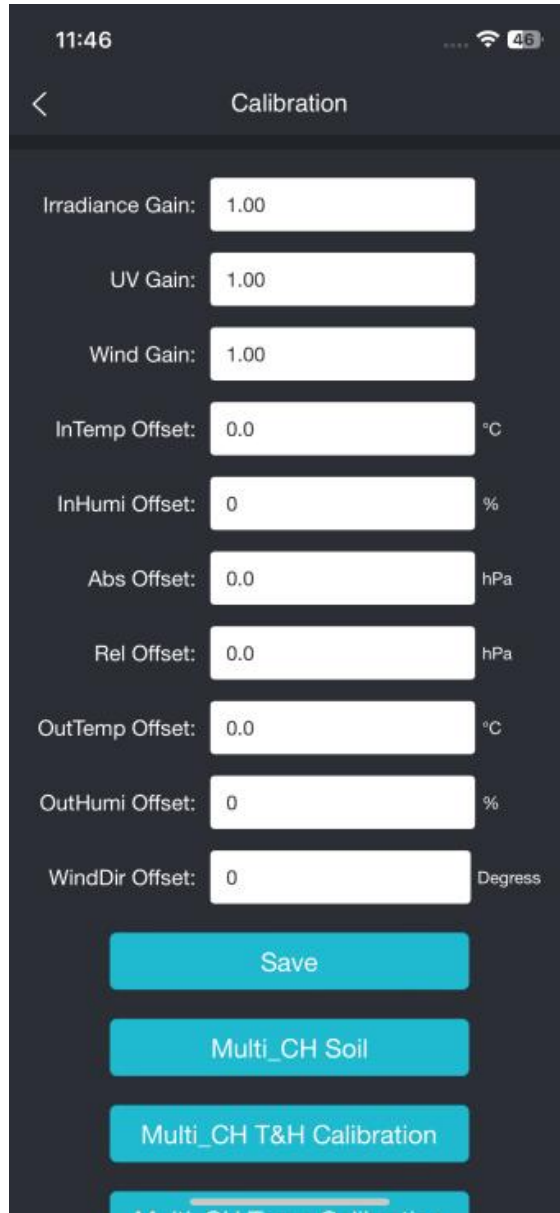 11:46
46
Calibration
Irradiance Gain: 1.00
UV Gain: 1.00
Wind Gain: 1.00
InTemp Offset: 0.0 °C
InHumi Offset: 0 %
Abs Offset: 0.0 hPa
Rel Offset: 0.0 hPa
OutTemp Offset: 0.0 °C
OutHumi Offset: 0 %
WindDir Offset: 0 Degress
Save
Multi_CH Soil
Multi_CH T&H Calibration